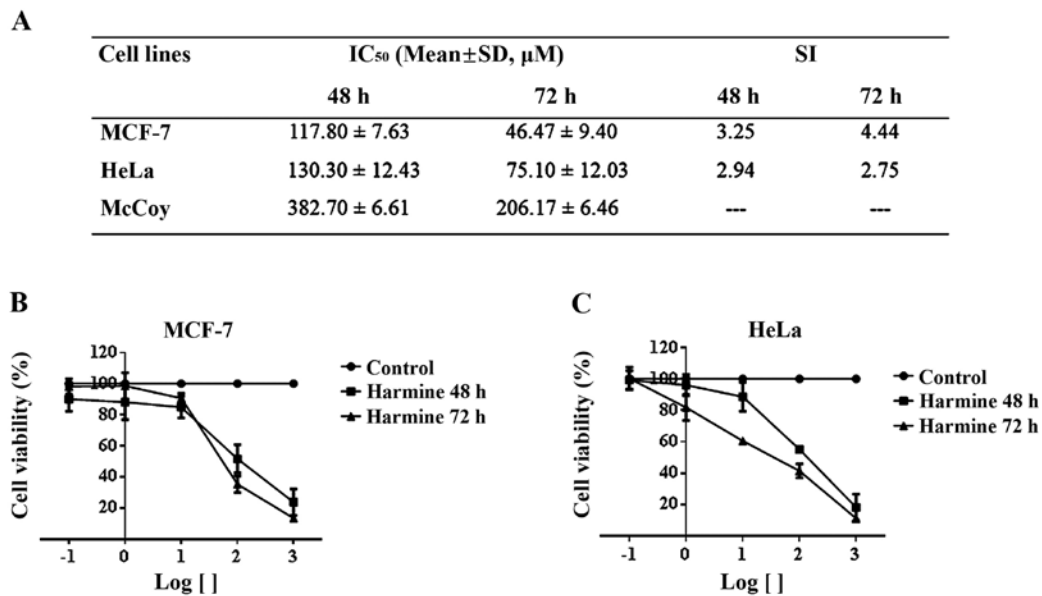 A
Cell lines IC50 (Mean±SD, μM) SI
48 h 72 h 48 h 72 h
MCF-7 117.80 ± 7.63 46.47 ± 9.40 3.25 4.44
HeLa 130.30 ± 12.43 75.10 ± 12.03 2.94 2.75
McCoy 382.70 ± 6.61 206.17 ± 6.46 --- ---
B
MCF-7
Cell viability (%)
120
100
80
60
40
20
-1 0 1 2 3
Log [ ]
Control
Harmine 48 h
Harmine 72 h
C
HeLa
Cell viability (%)
120
100
80
60
40
20
-1 0 1 2 3
Log [ ]
Control
Harmine 48 h
Harmine 72 h